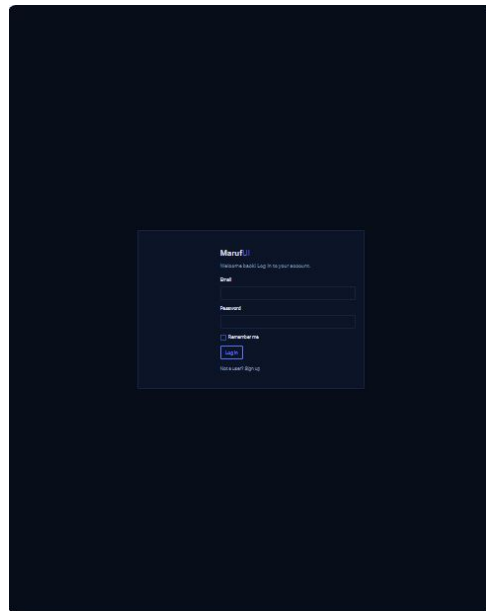 MarufUI
Welcome back! Log in to your account.
Email
Password
Remember me
Log In
Not a user? Sign up